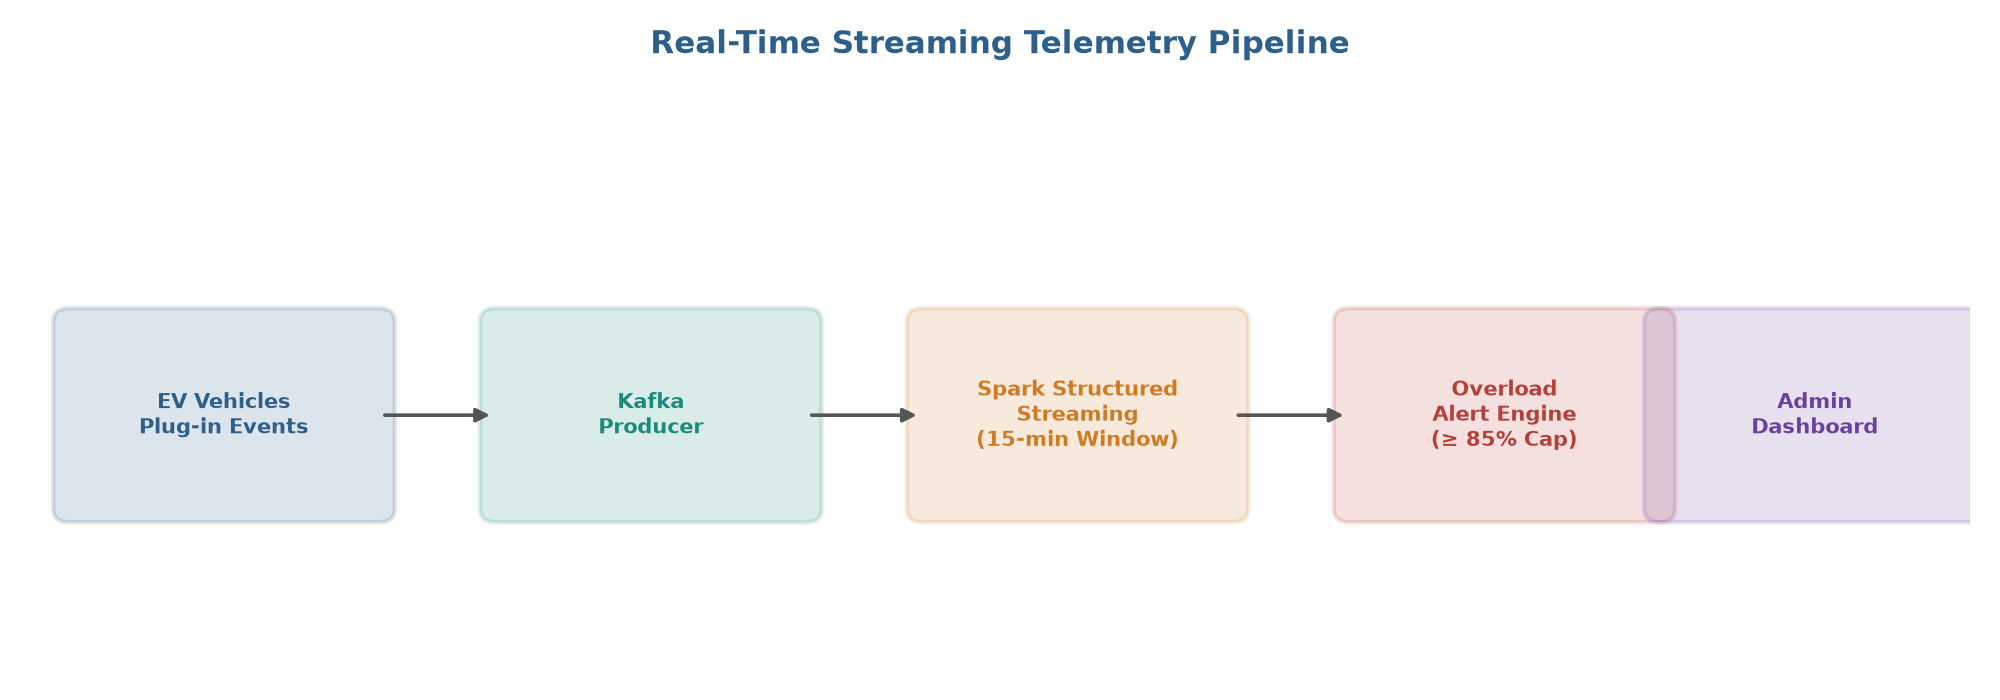 Real-Time Streaming Telemetry Pipeline
EV Vehicles
Plug-in Events
Kafka
Producer
Spark Structured
Streaming
(15-min Window)
Overload
Alert Engine
(≥ 85% Cap)
Admin
Dashboard